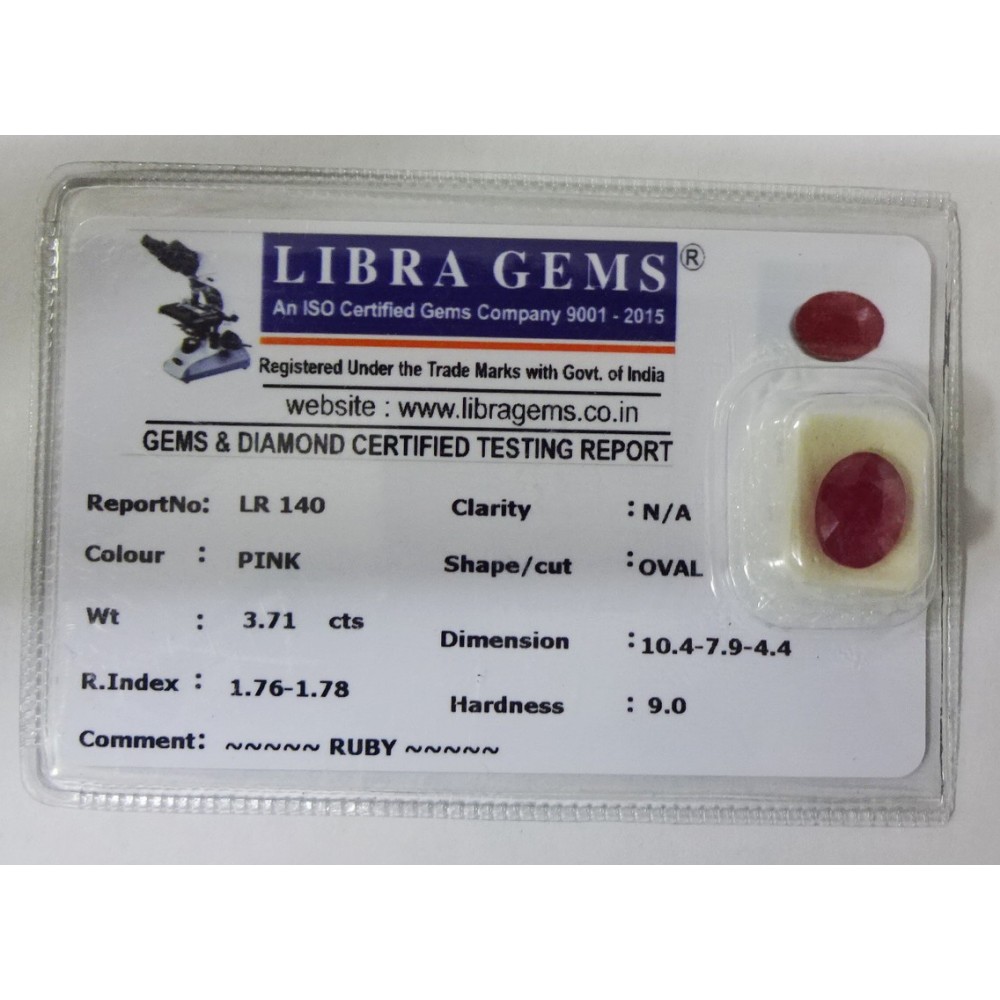 LIBRA GEMS ®
An ISO Certified Gems Company 9001 - 2015
Registered Under the Trade Marks with Govt. of India
website : www.libragems.co.in
GEMS & DIAMOND CERTIFIED TESTING REPORT
ReportNo: LR 140 Clarity : N/A
Colour : PINK Shape/cut : OVAL
Wt : 3.71 cts Dimension : 10.4-7.9-4.4
R.Index : 1.76-1.78 Hardness : 9.0
Comment: ~~~~~ RUBY ~~~~~